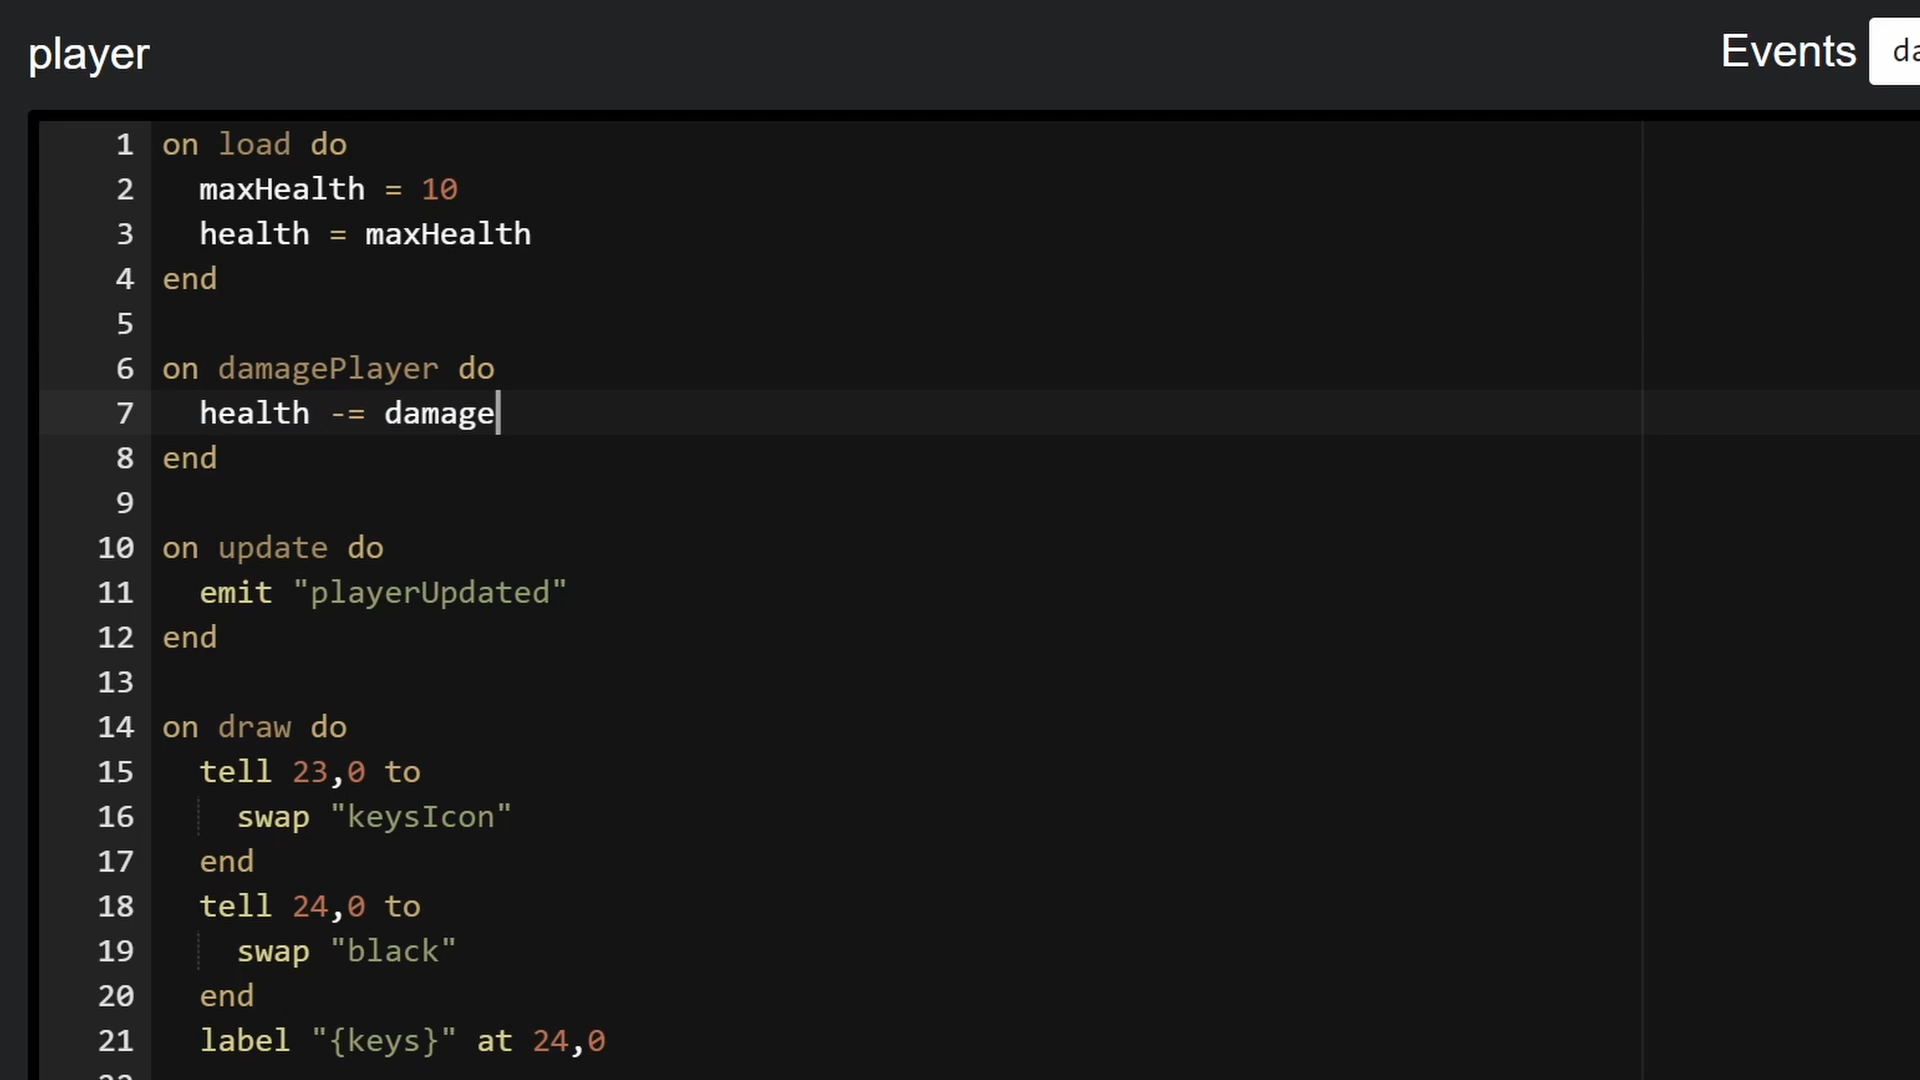 player
Events
1 on load do
2   maxHealth = 10
3   health = maxHealth
4 end
5
6 on damagePlayer do
7   health -= damage
8 end
9
10 on update do
11   emit "playerUpdated"
12 end
13
14 on draw do
15   tell 23,0 to
16     swap "keysIcon"
17   end
18   tell 24,0 to
19     swap "black"
20   end
21   label "{keys}" at 24,0